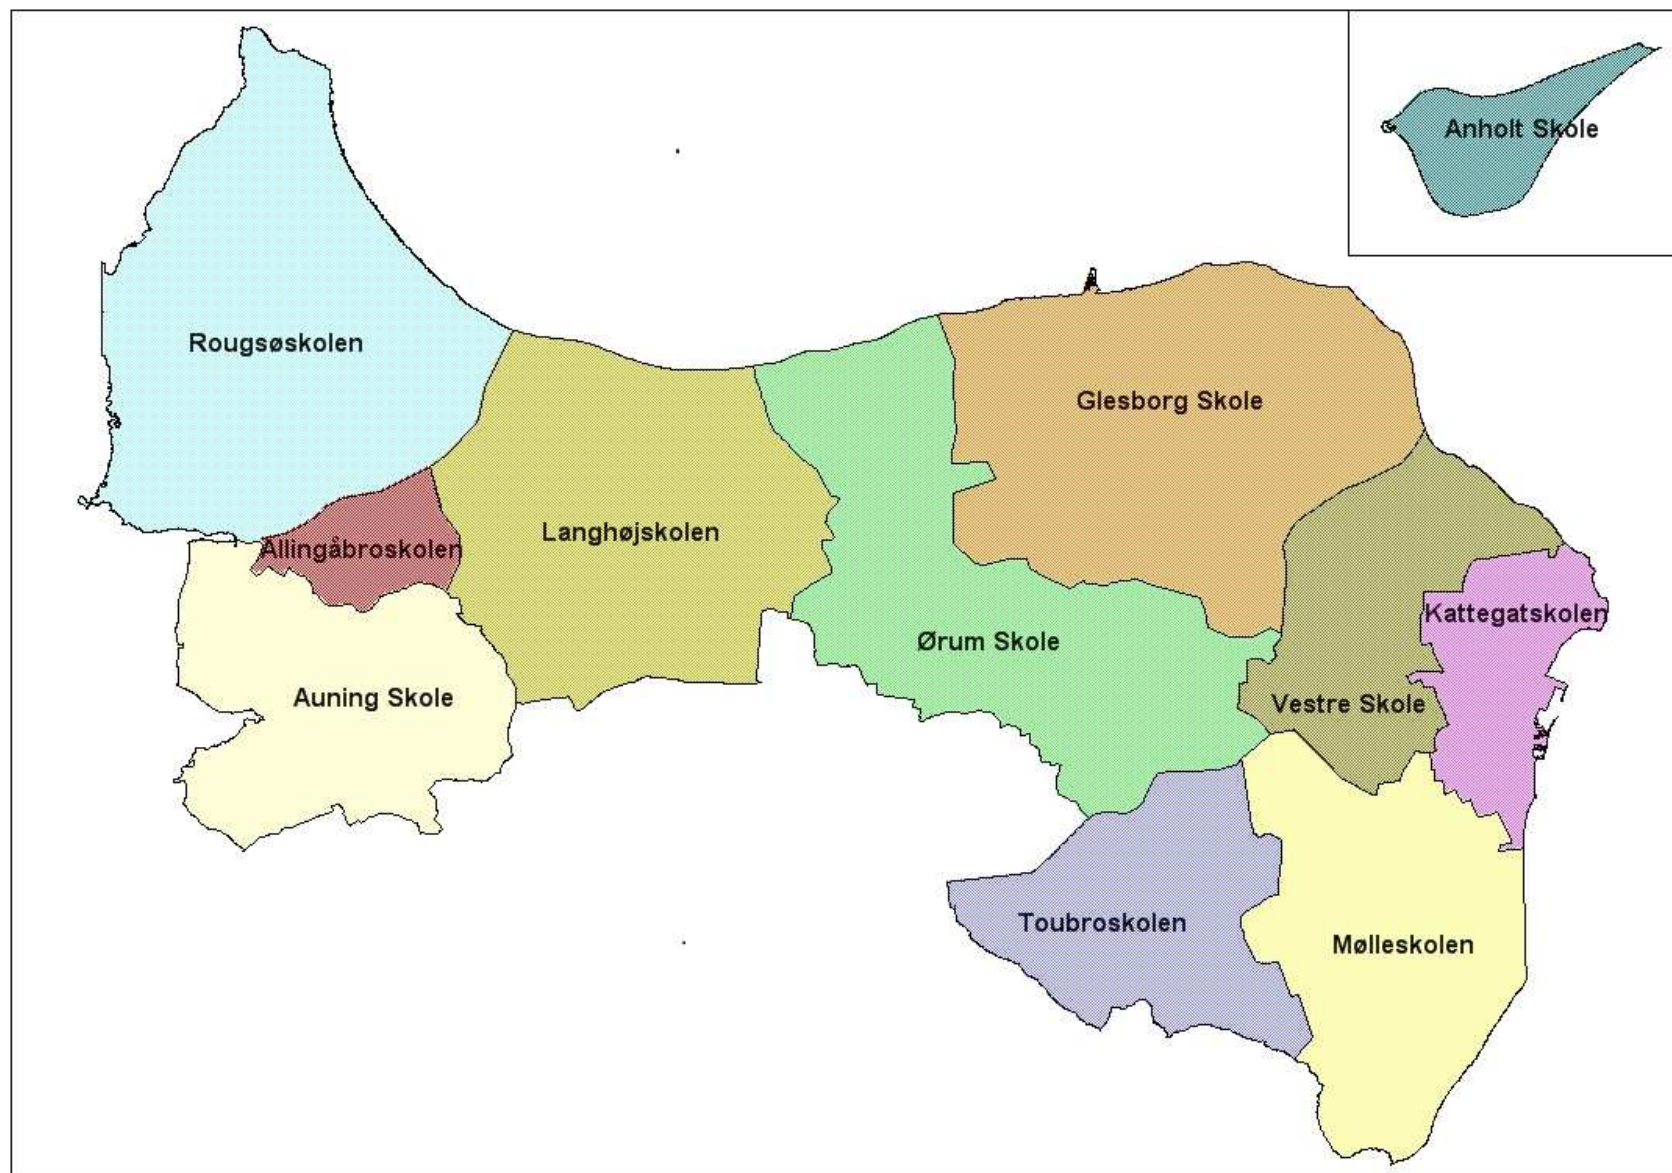 Anholt Skole
Rougsøskolen
Glesborg Skole
Langhøjskolen
Allingåbroskolen
Kattegatskolen
Ørum Skole
Auning Skole
Vestre Skole
Toubroskolen
Mølleskolen